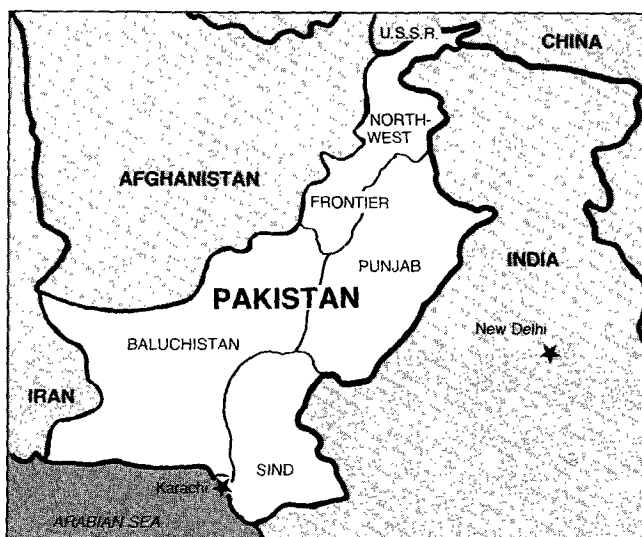 U.S.S.R.
CHINA
NORTH-
WEST
AFGHANISTAN
FRONTIER
PUNJAB
INDIA
PAKISTAN
New Delhi
BALUCHISTAN
IRAN
SIND
Karachi
ARABIAN SEA